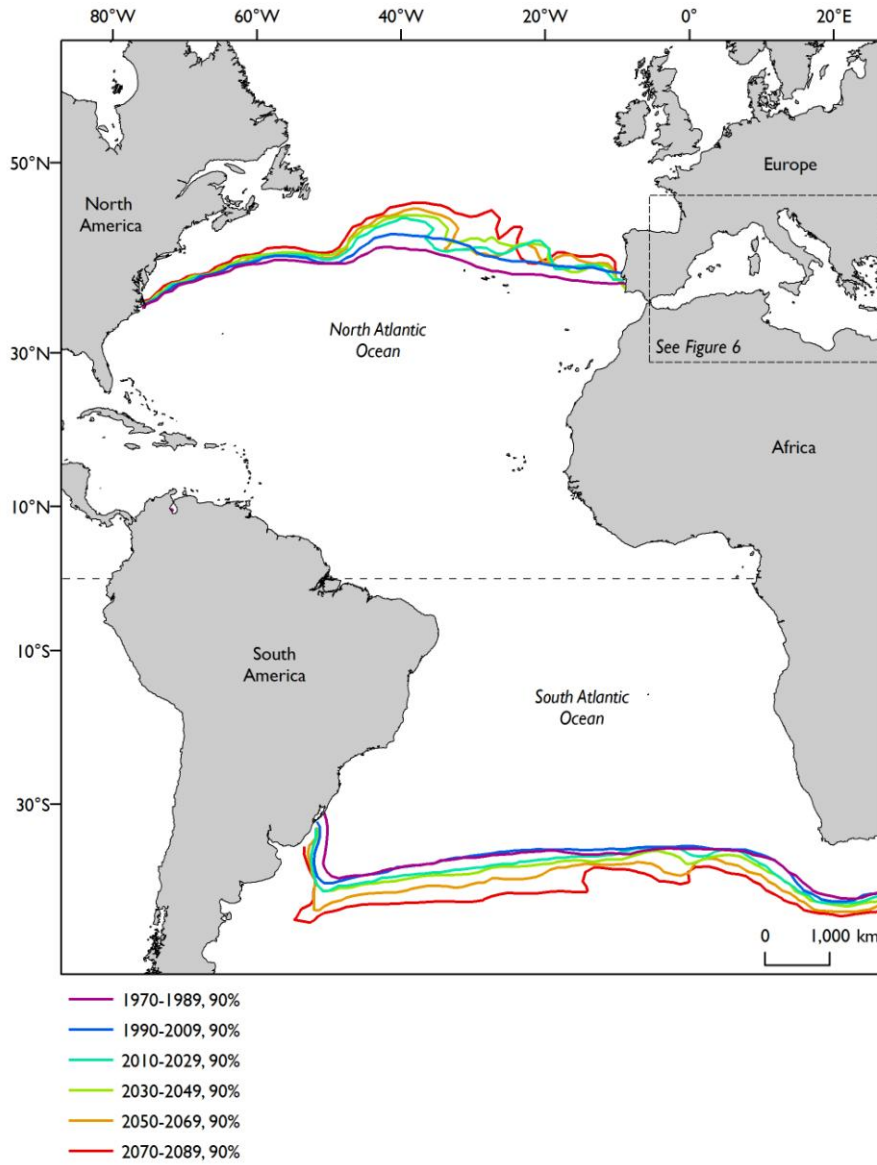 80°W 60°W 40°W 20°W 0° 20°E
50°N
Europe
North
America
North Atlantic
Ocean
30°N
See Figure 6
Africa
10°N
10°S
South
America
South Atlantic
Ocean
30°S
0 1,000 km
1970-1989, 90%
1990-2009, 90%
2010-2029, 90%
2030-2049, 90%
2050-2069, 90%
2070-2089, 90%